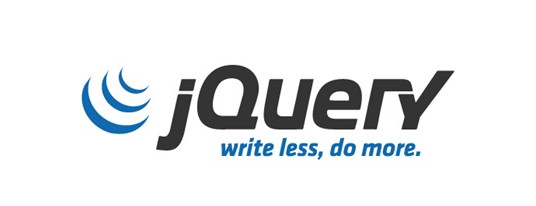 jQuery
write less, do more.